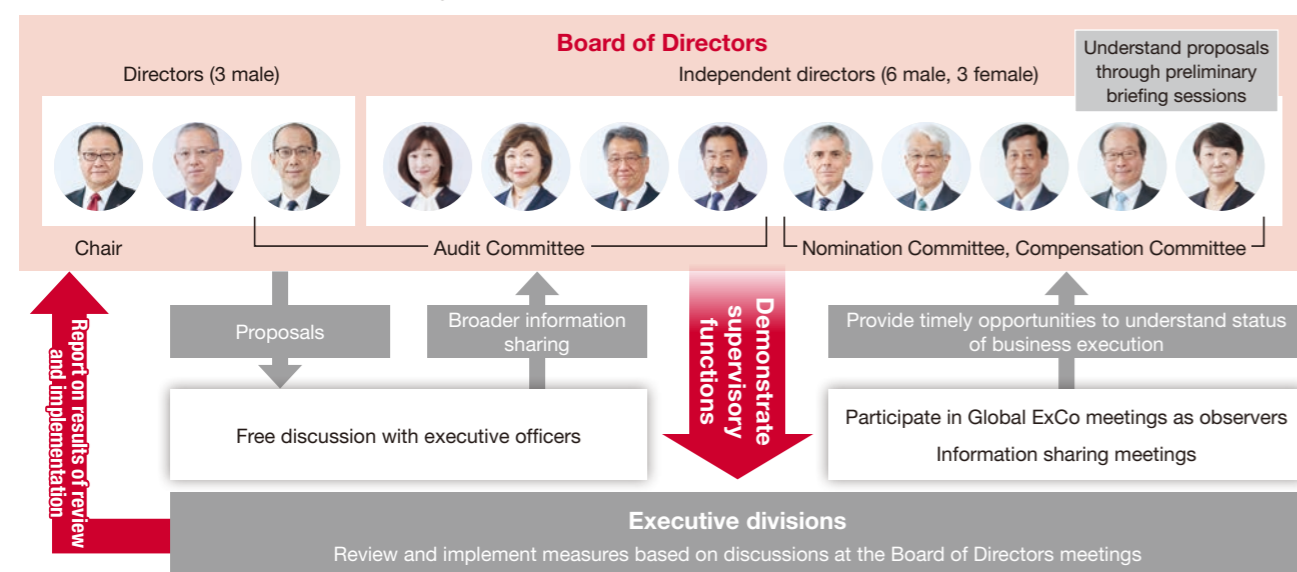 Board of Directors
Directors (3 male)
Independent directors (6 male, 3 female)
Understand proposals
through preliminary
briefing sessions
Chair
Audit Committee
Nomination Committee, Compensation Committee
Report on results of review
and implementation
Proposals
Broader information
sharing
Demonstrate
supervisory
functions
Provide timely opportunities to understand status
of business execution
Free discussion with executive officers
Participate in Global ExCo meetings as observers
Information sharing meetings
Executive divisions
Review and implement measures based on discussions at the Board of Directors meetings